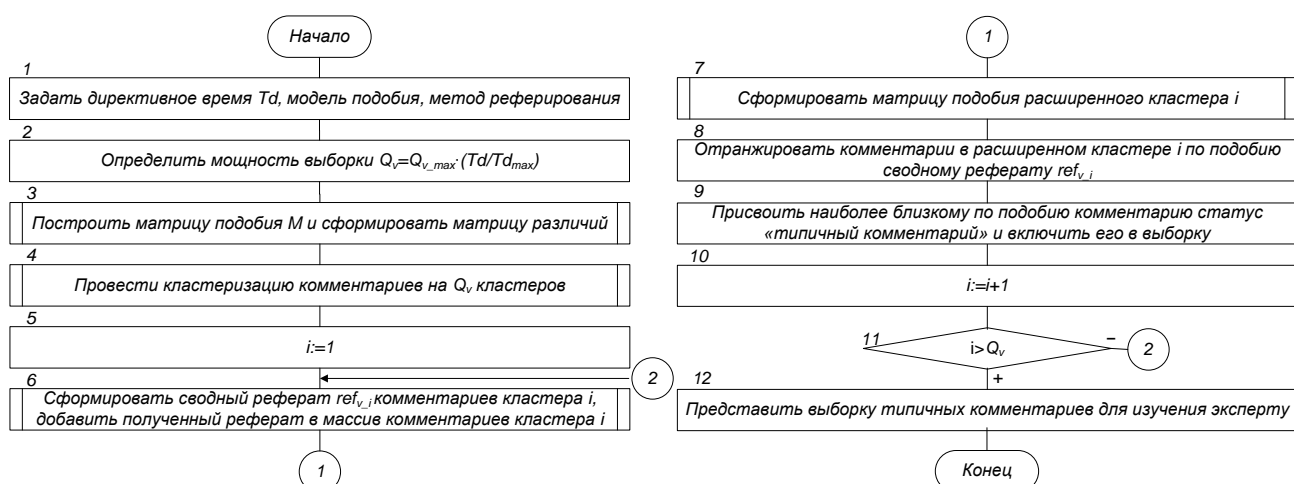 Начало
1
Задать директивное время Td, модель подобия, метод реферирования
2
Определить мощность выборки Qv=Qv_max·(Td/Tdmax)
3
Построить матрицу подобия М и сформировать матрицу различий
4
Провести кластеризацию комментариев на Qv кластеров
5
i:=1
2
6
Сформировать сводный реферат refv_i комментариев кластера i,
добавить полученный реферат в массив комментариев кластера i
1
1
7
Сформировать матрицу подобия расширенного кластера i
8
Отранжировать комментарии в расширенном кластере i по подобию
сводному реферату refv_i
9
Присвоить наиболее близкому по подобию комментарию статус
«типичный комментарий» и включить его в выборку
10
i:=i+1
11
i>Qv
−
2
+
12
Представить выборку типичных комментариев для изучения эксперту
Конец